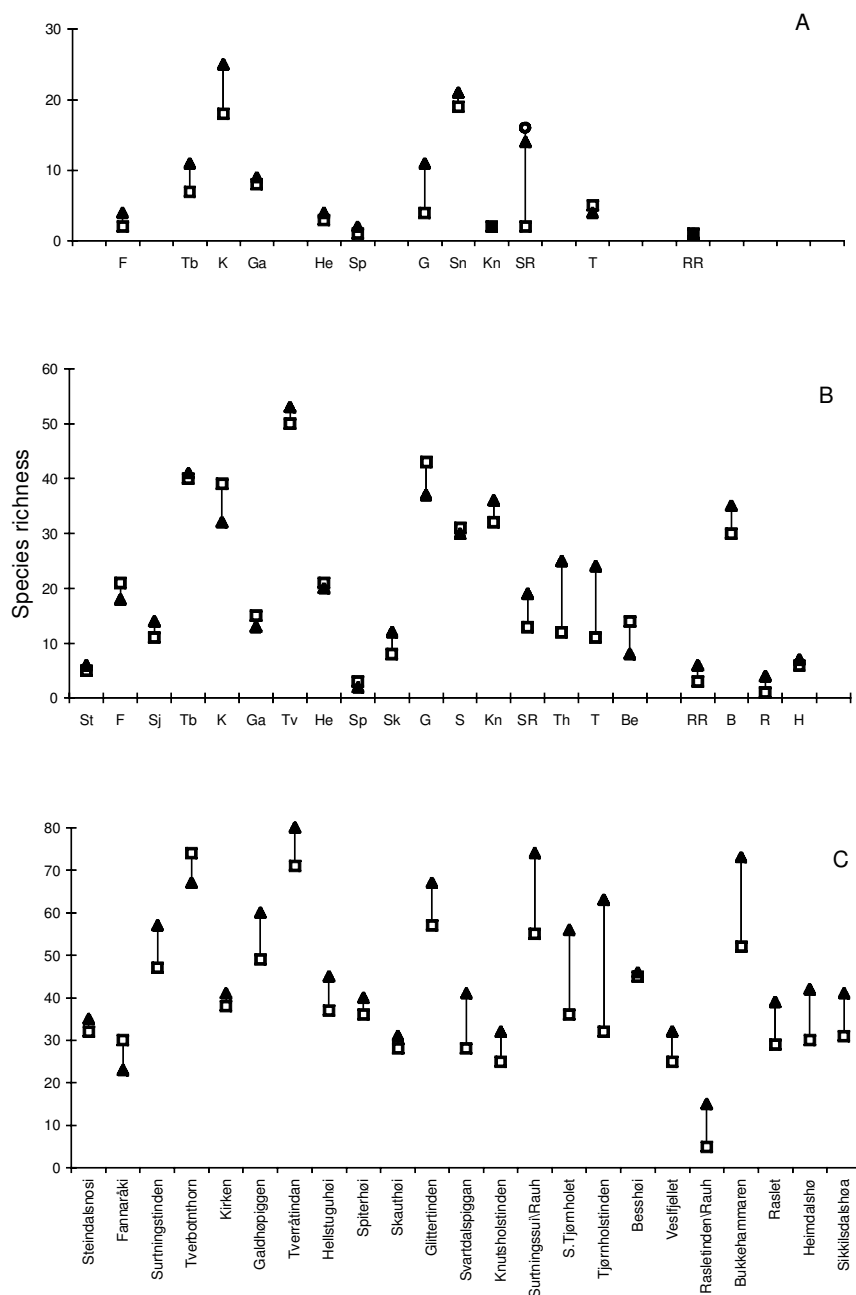 A
30
20
10
0
F Tb K Ga He Sp G Sn Kn SR T RR
B
Species richness
60
50
40
30
20
10
0
St F Sj Tb K Ga Tv He Sp Sk G S Kn SR Th T Be RR B R H
C
80
70
60
50
40
30
20
10
0
Steindalsnosi
Fannaråki
Surtningstinden
Tverbotnthorn
Kirken
Galdhøpiggen
Tverråtindan
Hellstuguhøi
Spiterhøi
Skauthøi
Glittertinden
Svartdalspiggan
Knutsholstinden
Surtningssui\Rauh
S.Tjørnholet
Tjørnholstinden
Besshøi
Veslfjellet
Rasletinden\Rauh
Bukkehammaren
Raslet
Heimdalshø
Sikkilsdalshøa